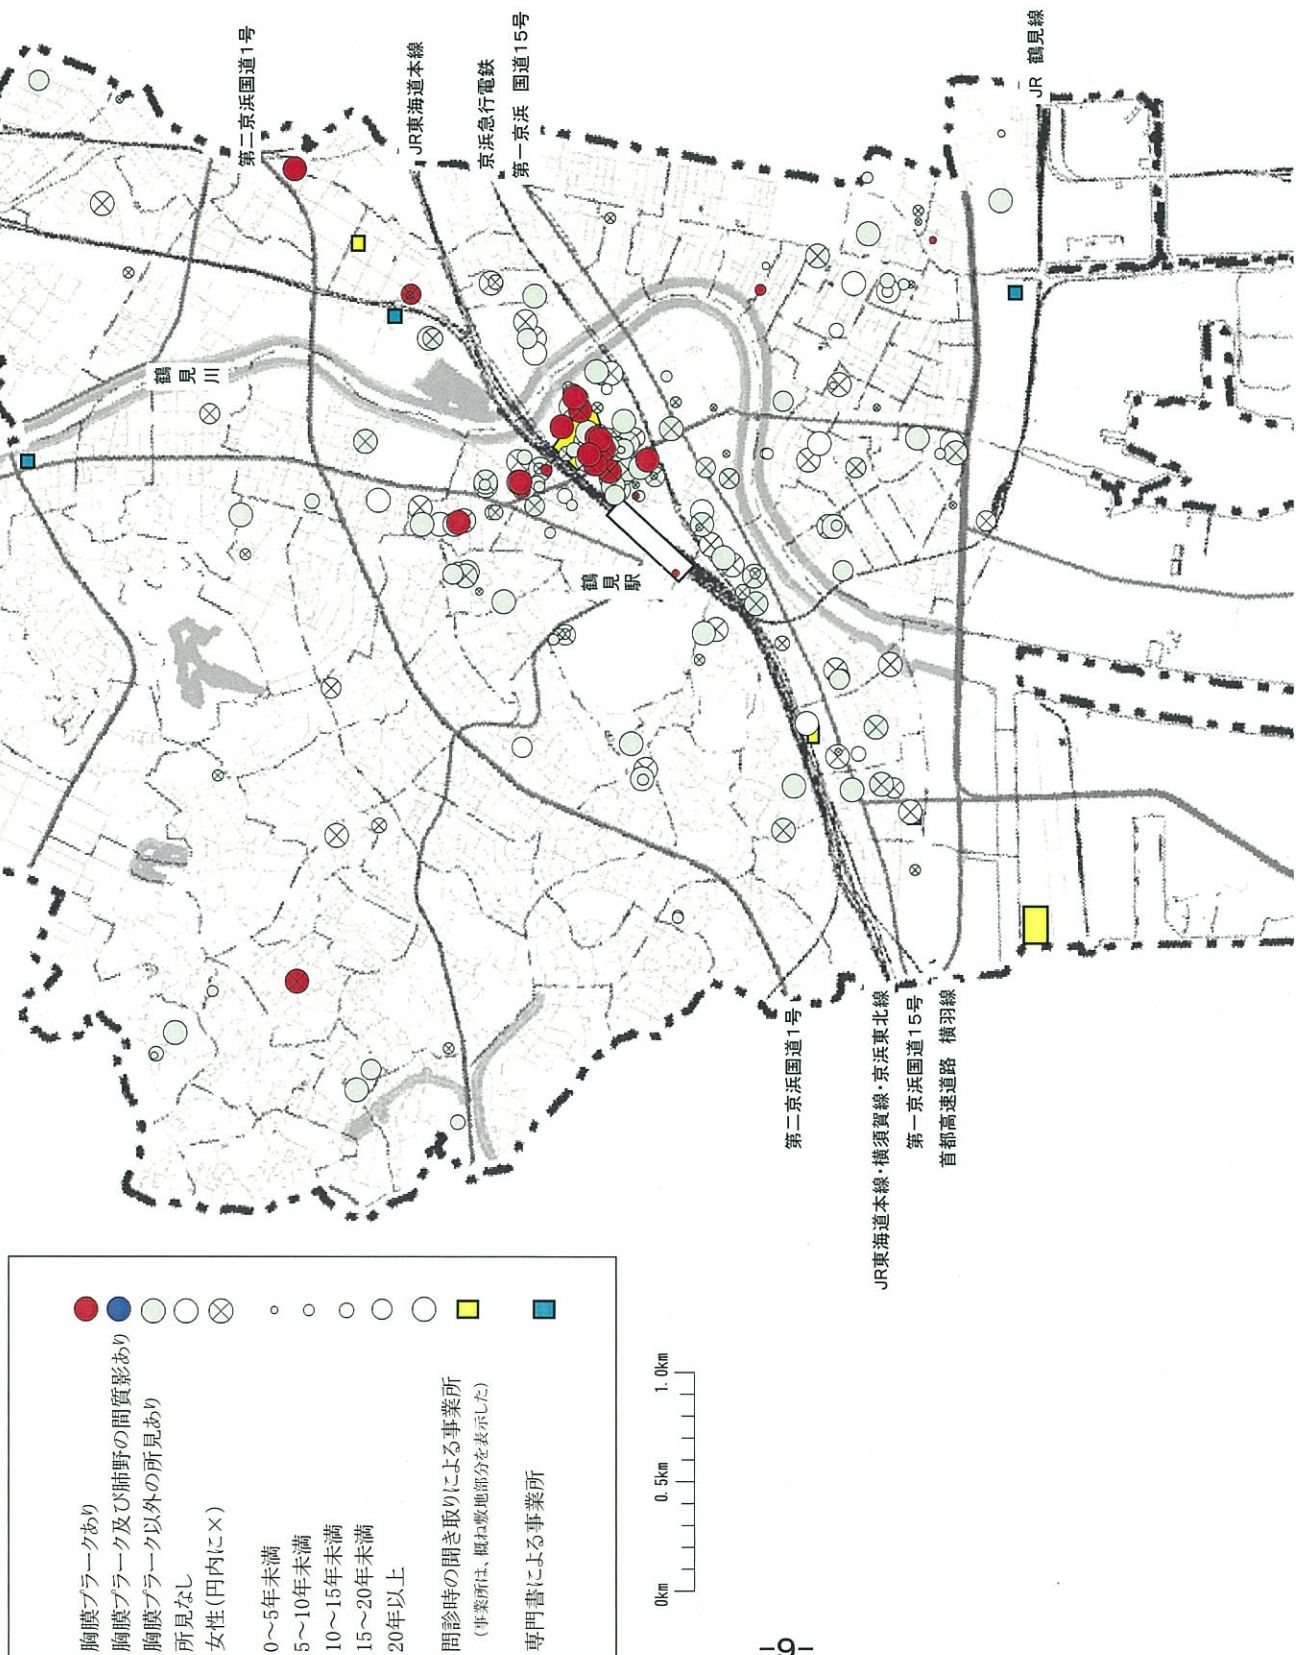 第二京浜国道1号
JR東海道本線
京浜急行電鉄
第一京浜 国道15号
JR 鶴見線
鶴見川
鶴見駅
第二京浜国道1号
JR東海道本線・横須賀線・京浜東北線
第一京浜国道15号
首都高速道路 横羽線
胸膜プラークあり
胸膜プラーク及び肺野の間質影あり
胸膜プラーク以外の所見あり
所見なし
女性(円内に×)
0～5年未満
5～10年未満
10～15年未満
15～20年未満
20年以上
問診時の聞き取りによる事業所
(事業所は、概ね敷地部分を表示した)
専門書による事業所
0km 0.5km 1.0km
-9-